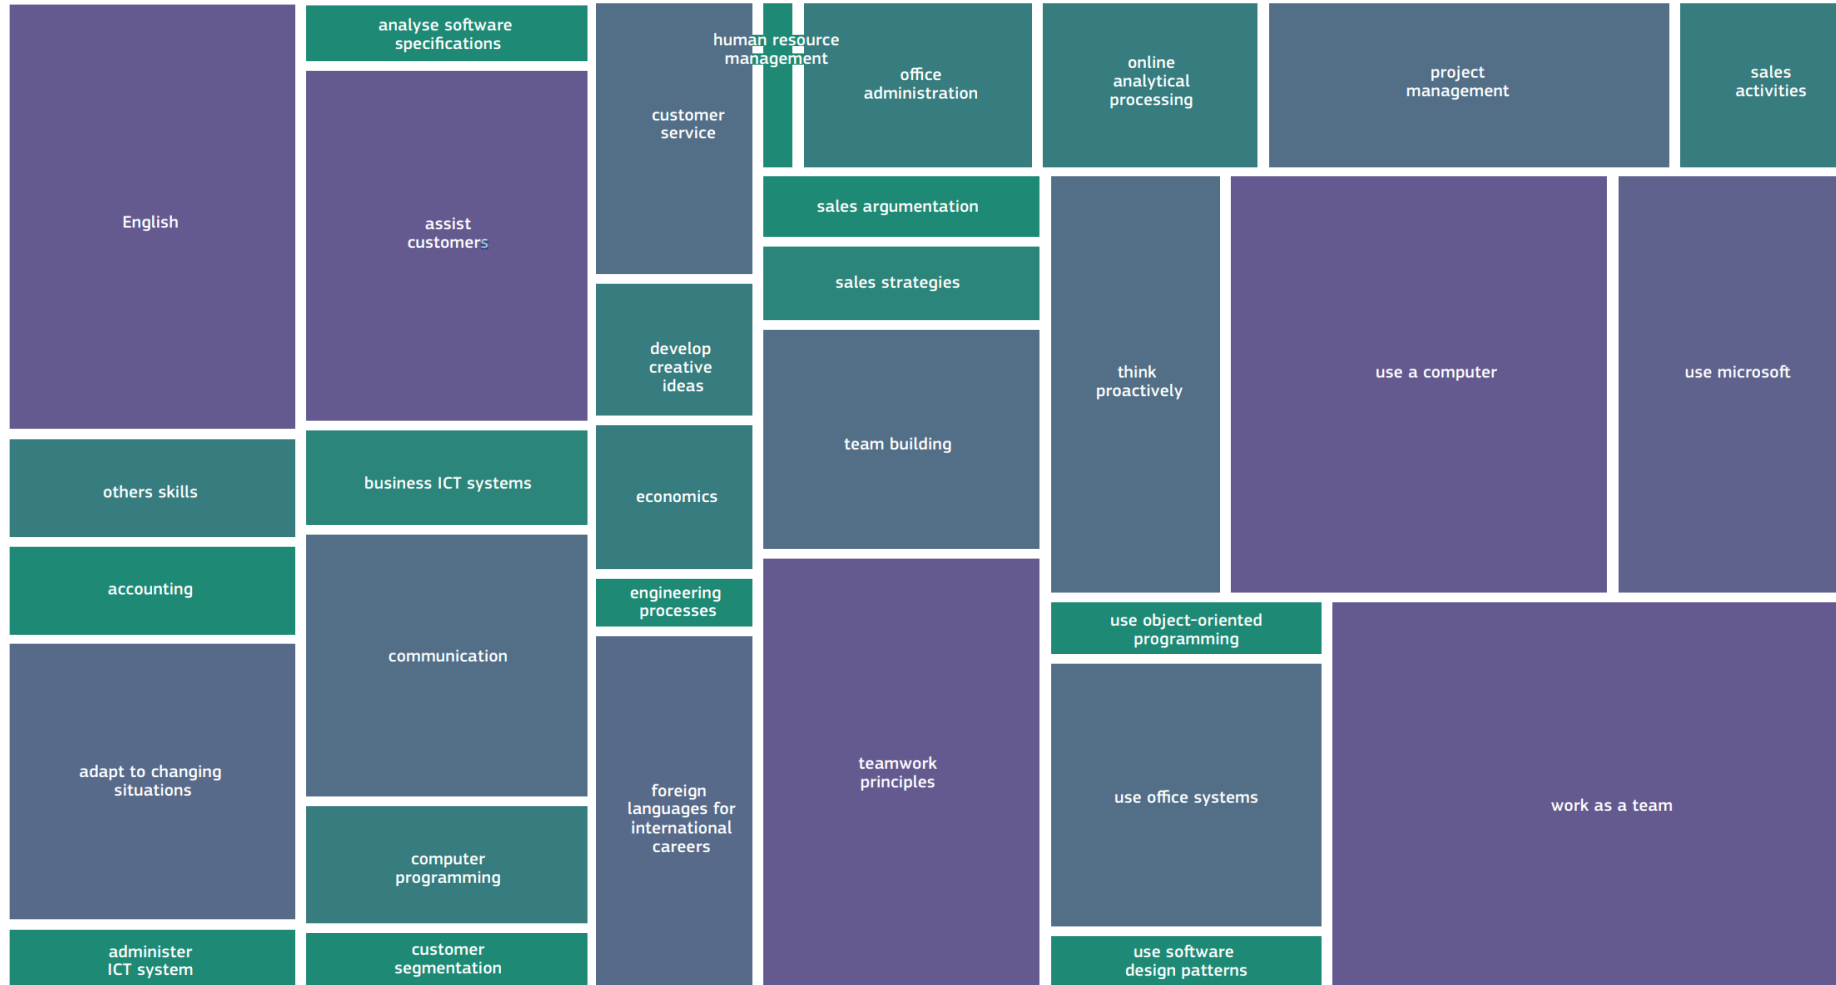 English
others skills
accounting
adapt to changing
situations
administer
ICT system
analyse software
specifications
assist
customers
business ICT systems
communication
computer
programming
customer
segmentation
customer
service
develop
creative
ideas
economics
engineering
processes
foreign
languages for
international
careers
human resource
management
office
administration
online
analytical
processing
project
management
sales
activities
sales argumentation
sales strategies
team building
teamwork
principles
think
proactively
use a computer
use microsoft
use object-oriented
programming
use office systems
use software
design patterns
work as a team